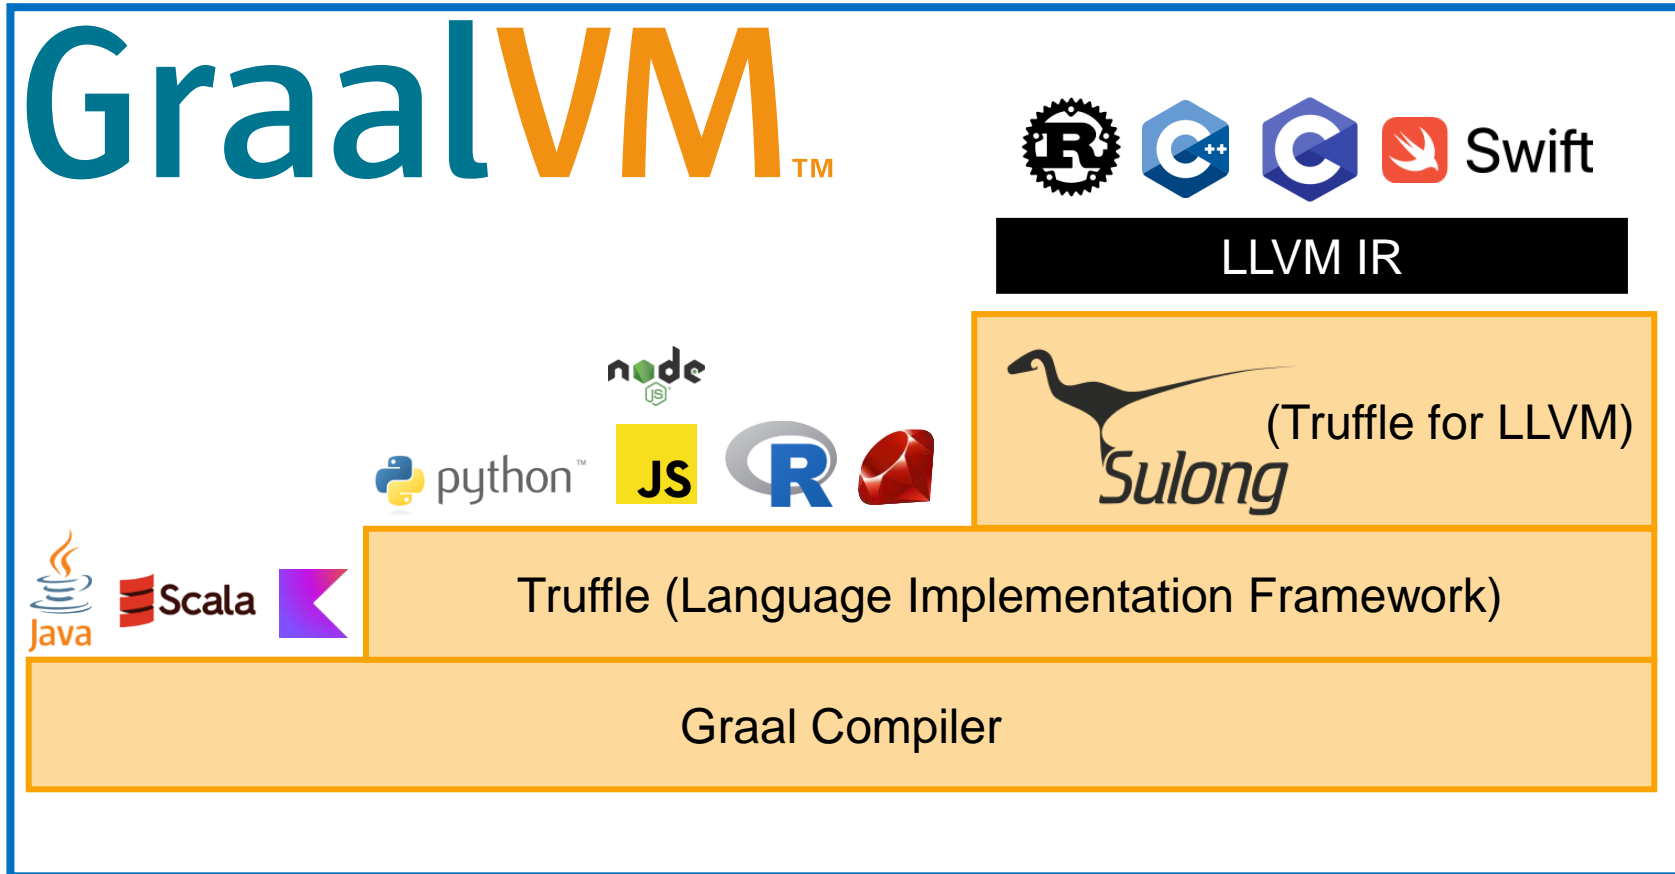 GraalVM™
R C++ C Swift
LLVM IR
node
JS
(Truffle for LLVM)
python™ JS R
Sulong
Java Scala
Truffle (Language Implementation Framework)
Graal Compiler